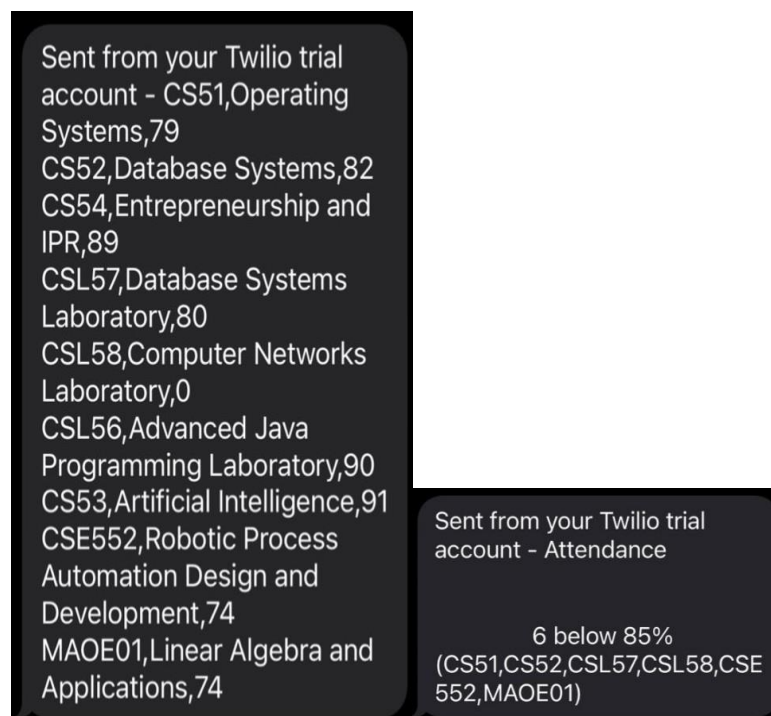 Sent from your Twilio trial
account - CS51,Operating
Systems,79
CS52,Database Systems,82
CS54,Entrepreneurship and
IPR,89
CSL57,Database Systems
Laboratory,80
CSL58,Computer Networks
Laboratory,0
CSL56,Advanced Java
Programming Laboratory,90
CS53,Artificial Intelligence,91
CSE552,Robotic Process
Automation Design and
Development,74
MAOE01,Linear Algebra and
Applications,74
Sent from your Twilio trial
account - Attendance
6 below 85%
(CS51,CS52,CSL57,CSL58,CSE
552,MAOE01)